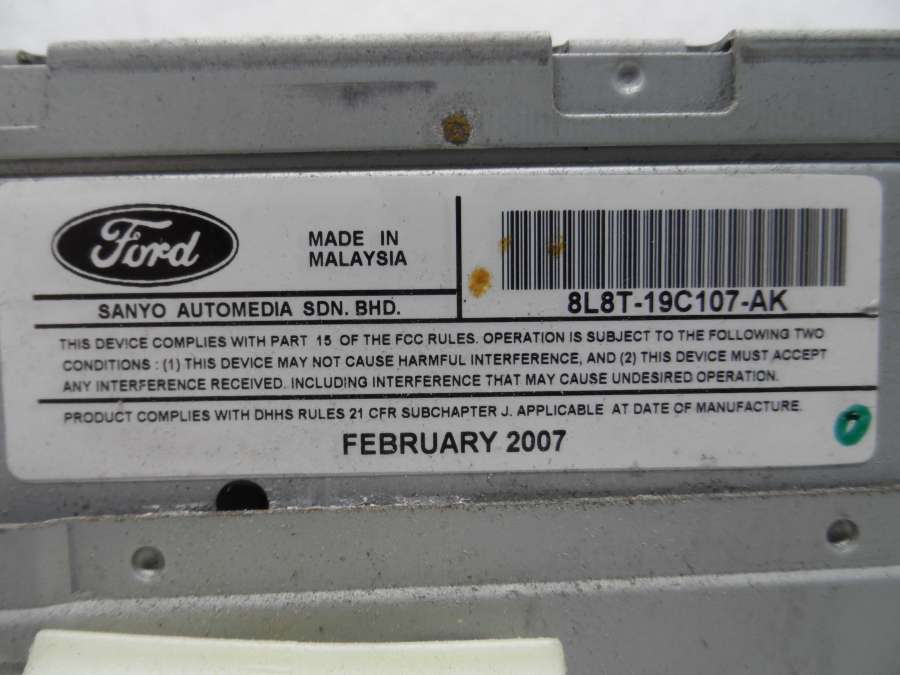 Ford
MADE IN
MALAYSIA
SANYO AUTOMEDIA SDN. BHD.
8L8T-19C107-AK
THIS DEVICE COMPLIES WITH PART 15 OF THE FCC RULES. OPERATION IS SUBJECT TO THE FOLLOWING TWO
CONDITIONS : (1) THIS DEVICE MAY NOT CAUSE HARMFUL INTERFERENCE, AND (2) THIS DEVICE MUST ACCEPT
ANY INTERFERENCE RECEIVED. INCLUDING INTERFERENCE THAT MAY CAUSE UNDESIRED OPERATION.
PRODUCT COMPLIES WITH DHHS RULES 21 CFR SUBCHAPTER J. APPLICABLE AT DATE OF MANUFACTURE.
FEBRUARY 2007